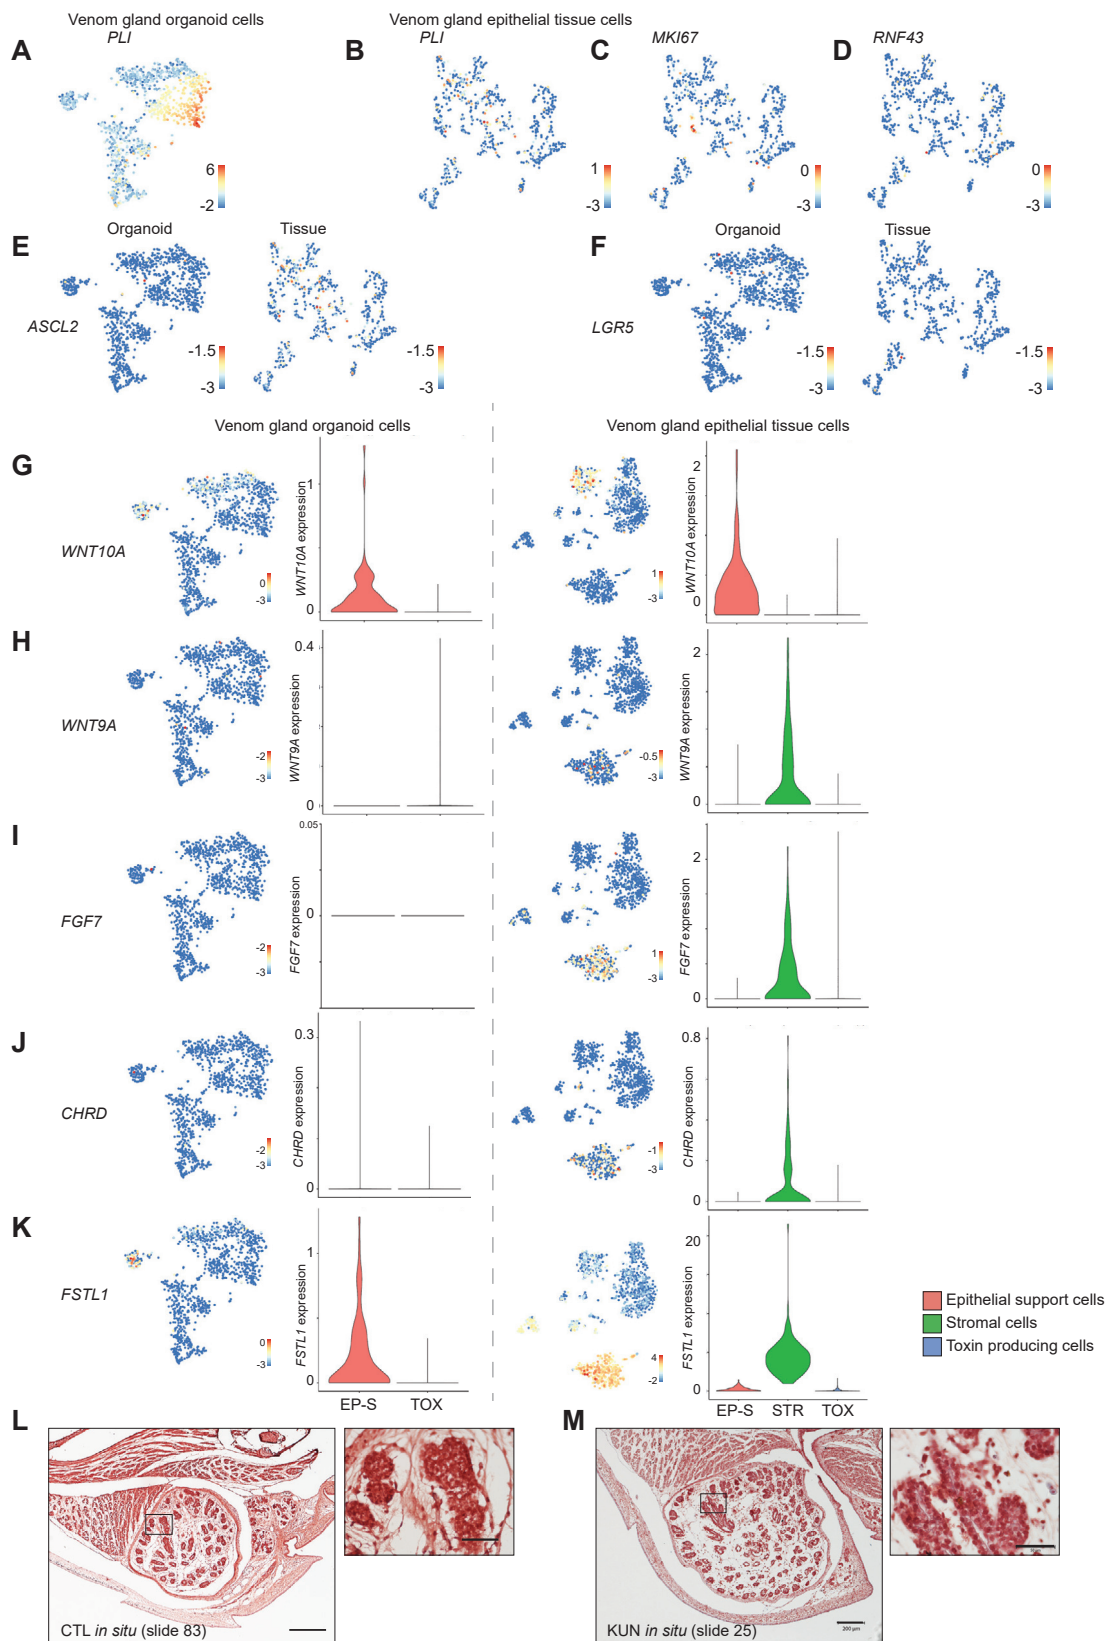 Venom gland organoid cells
Venom gland epithelial tissue cells
A
PLI
B
PLI
C
MKI67
D
RNF43
6
-2
1
-3
0
-3
0
-3
E
Organoid
Tissue
F
Organoid
Tissue
ASCL2
LGR5
-1.5
-3
-1.5
-3
-1.5
-3
-1.5
-3
Venom gland organoid cells
Venom gland epithelial tissue cells
G
WNT10A
0
-3
WNT10A expression
1
0
1
-3
WNT10A expression
2
0
H
WNT9A
-2
-3
WNT9A expression
0.4
0
-0.5
-3
WNT9A expression
2
0
I
FGF7
-2
-3
FGF7 expression
0.05
0
1
-3
FGF7 expression
2
0
J
CHRD
-2
-3
CHRD expression
0.3
0
-1
-3
CHRD expression
0.8
0
K
FSTL1
0
-3
FSTL1 expression
1
0
4
-2
FSTL1 expression
20
0
Epithelial support cells
Stromal cells
Toxin producing cells
EP-S
TOX
EP-S
STR
TOX
L
CTL in situ (slide 83)
M
KUN in situ (slide 25)
200 µm